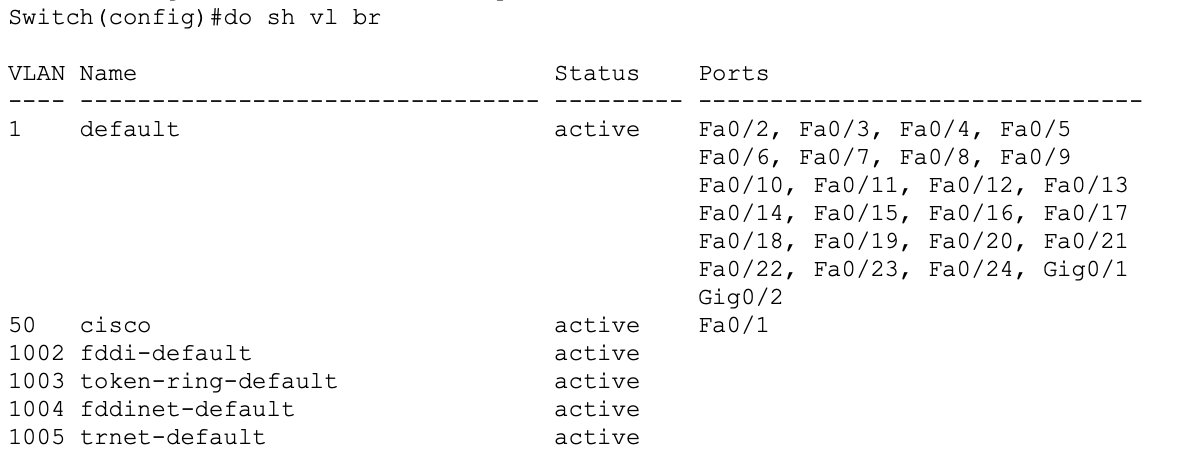 Switch(config)#do sh vl br
VLAN Name                             Status    Ports
---- -------------------------------- --------- -------------------------------
1    default                          active    Fa0/2, Fa0/3, Fa0/4, Fa0/5
                                                Fa0/6, Fa0/7, Fa0/8, Fa0/9
                                                Fa0/10, Fa0/11, Fa0/12, Fa0/13
                                                Fa0/14, Fa0/15, Fa0/16, Fa0/17
                                                Fa0/18, Fa0/19, Fa0/20, Fa0/21
                                                Fa0/22, Fa0/23, Fa0/24, Gig0/1
                                                Gig0/2
50   cisco                            active    Fa0/1
1002 fddi-default                     active
1003 token-ring-default               active
1004 fddinet-default                  active
1005 trnet-default                    active